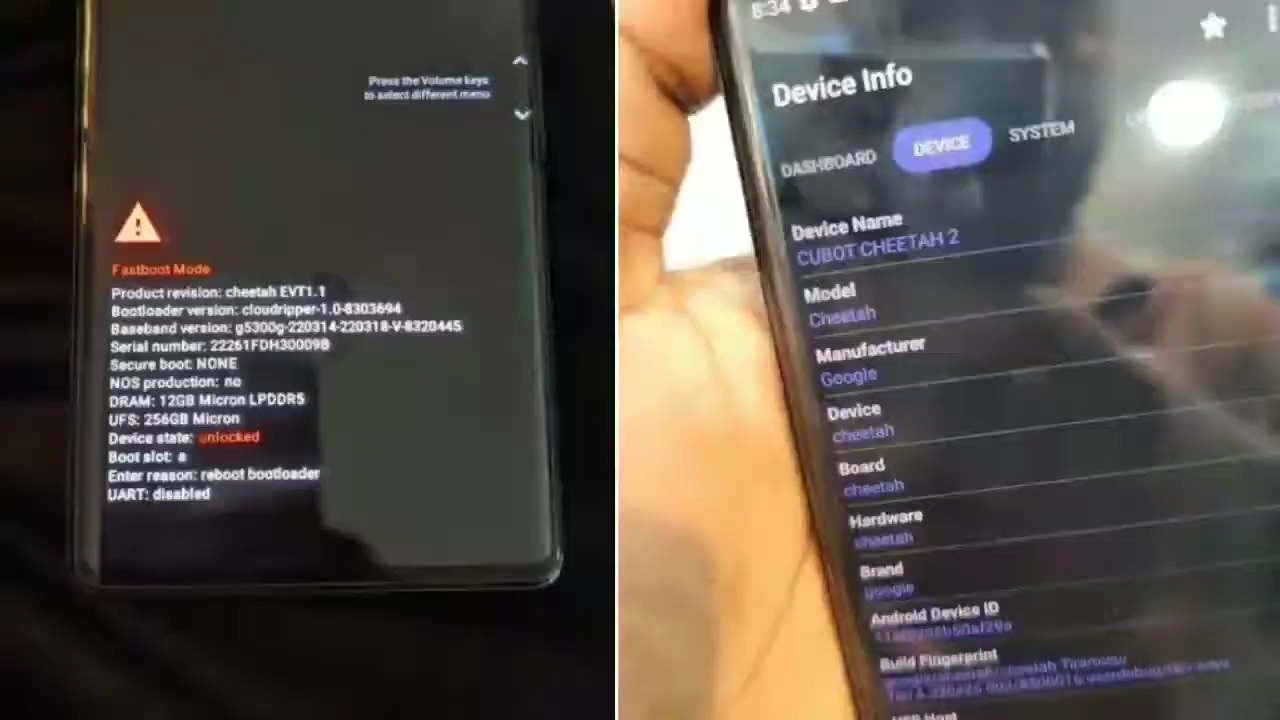 Press the Volume keys
to select different menu
Fastboot Mode
Product revision: cheetah EVT1.1
Bootloader version: cloudripper-1.0-8303694
Baseband version: g5300g-220314-220318-V-8320445
Serial number: 22261FDH30009B
Secure boot: NONE
NOS production: no
DRAM: 12GB Micron LPDDR5
UFS: 256GB Micron
Device state: unlocked
Boot slot: a
Enter reason: reboot bootloader
UART: disabled
8:34
Device Info
DASHBOARD DEVICE SYSTEM
Device Name
CUBOT CHEETAH 2
Model
Cheetah
Manufacturer
Google
Device
cheetah
Board
cheetah
Hardware
cheetah
Brand
google
Android Device ID
Build Fingerprint